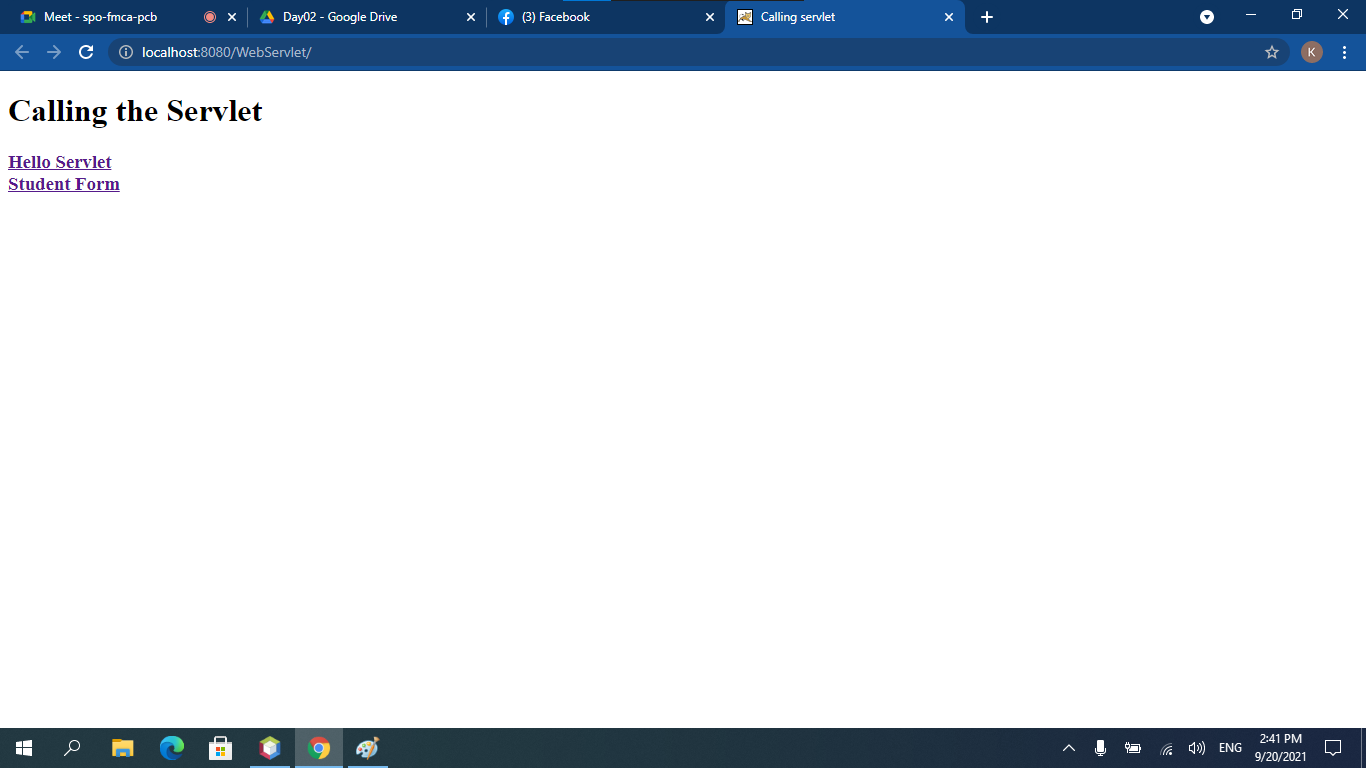 Meet - spo-fmca-pcb
Day02 - Google Drive
(3) Facebook
Calling servlet
localhost:8080/WebServlet/
K
Calling the Servlet
Hello Servlet
Student Form
ENG
2:41 PM
9/20/2021